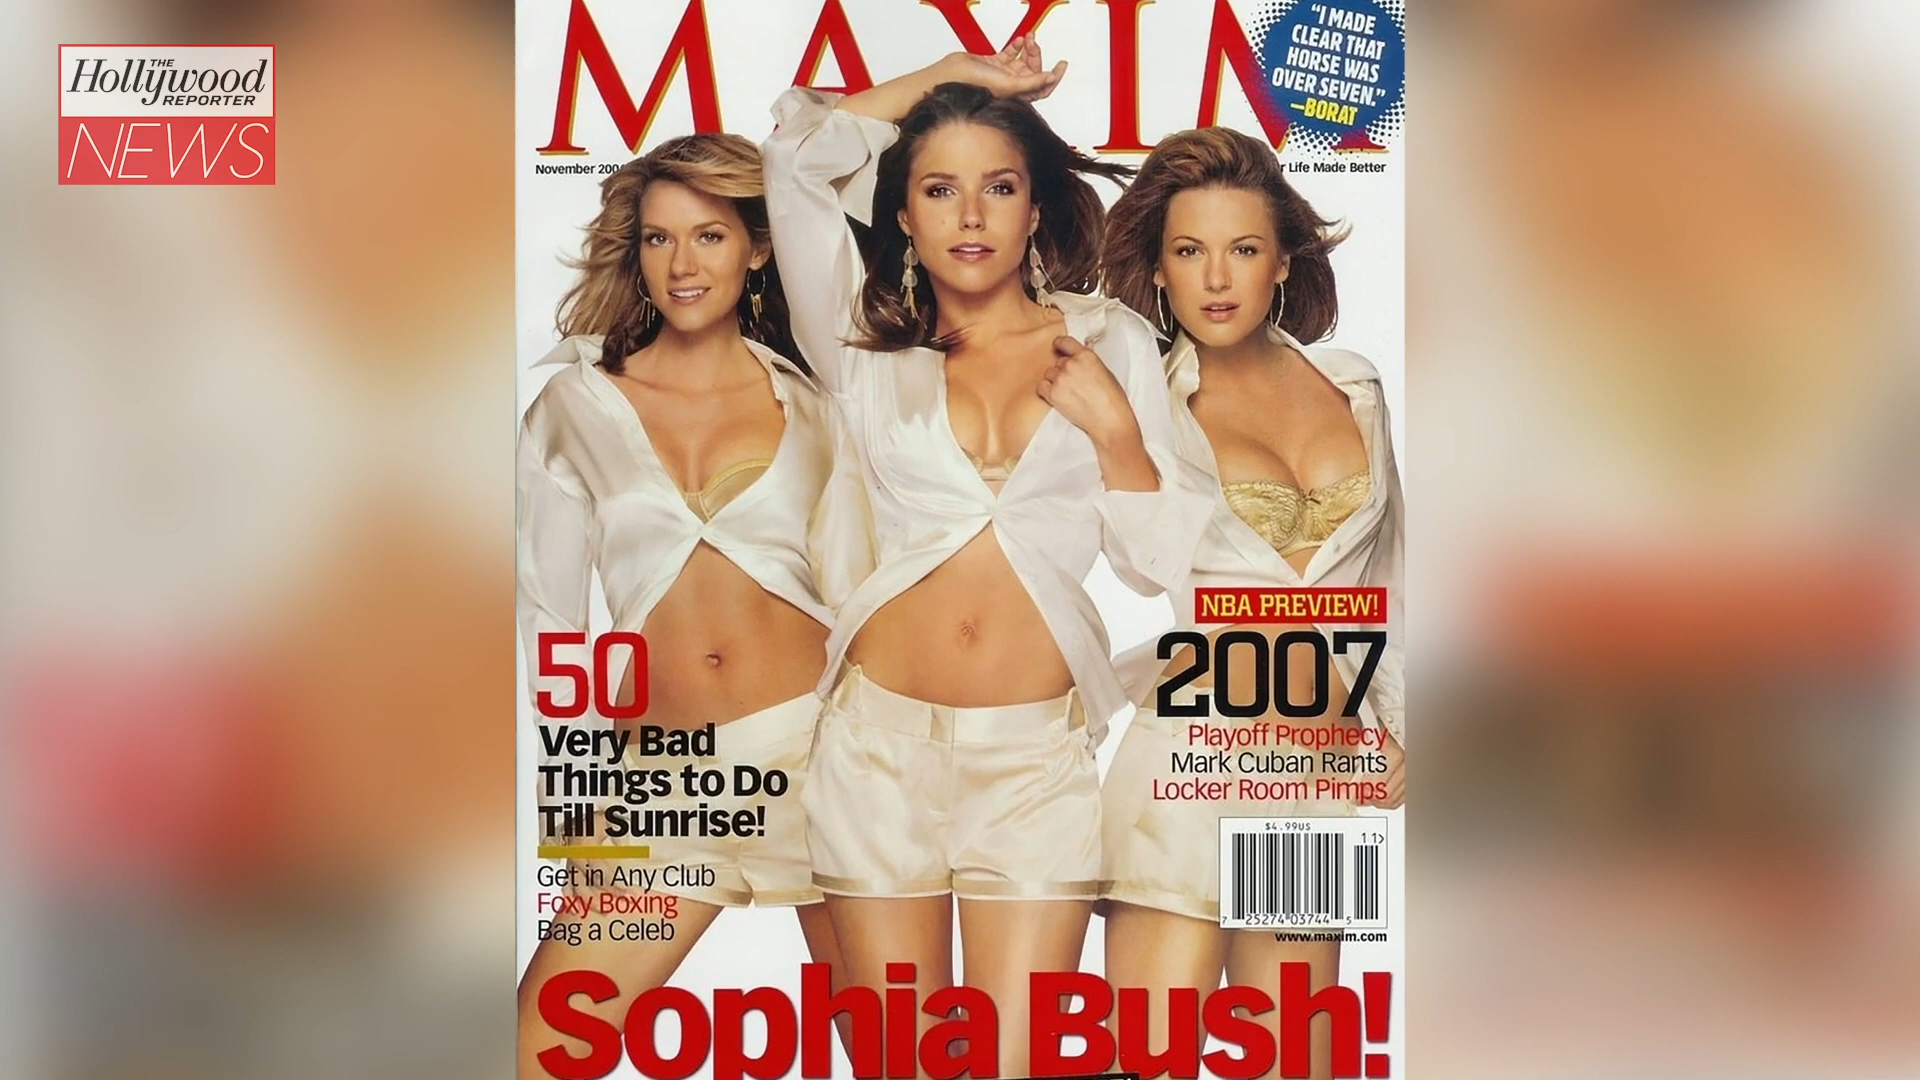 THE
Hollywood
REPORTER
NEWS
MAXIM
"I MADE
CLEAR THAT
HORSE WAS
OVER SEVEN."
—BORAT
November
Life Made Better
NBA PREVIEW!
2007
Playoff Prophecy
Mark Cuban Rants
Locker Room Pimps
50
Very Bad
Things to Do
Till Sunrise!
Get in Any Club
Foxy Boxing
Bag a Celeb
$4.99US
11>
7 25274 03744 5
www.maxim.com
Sophia Bush!